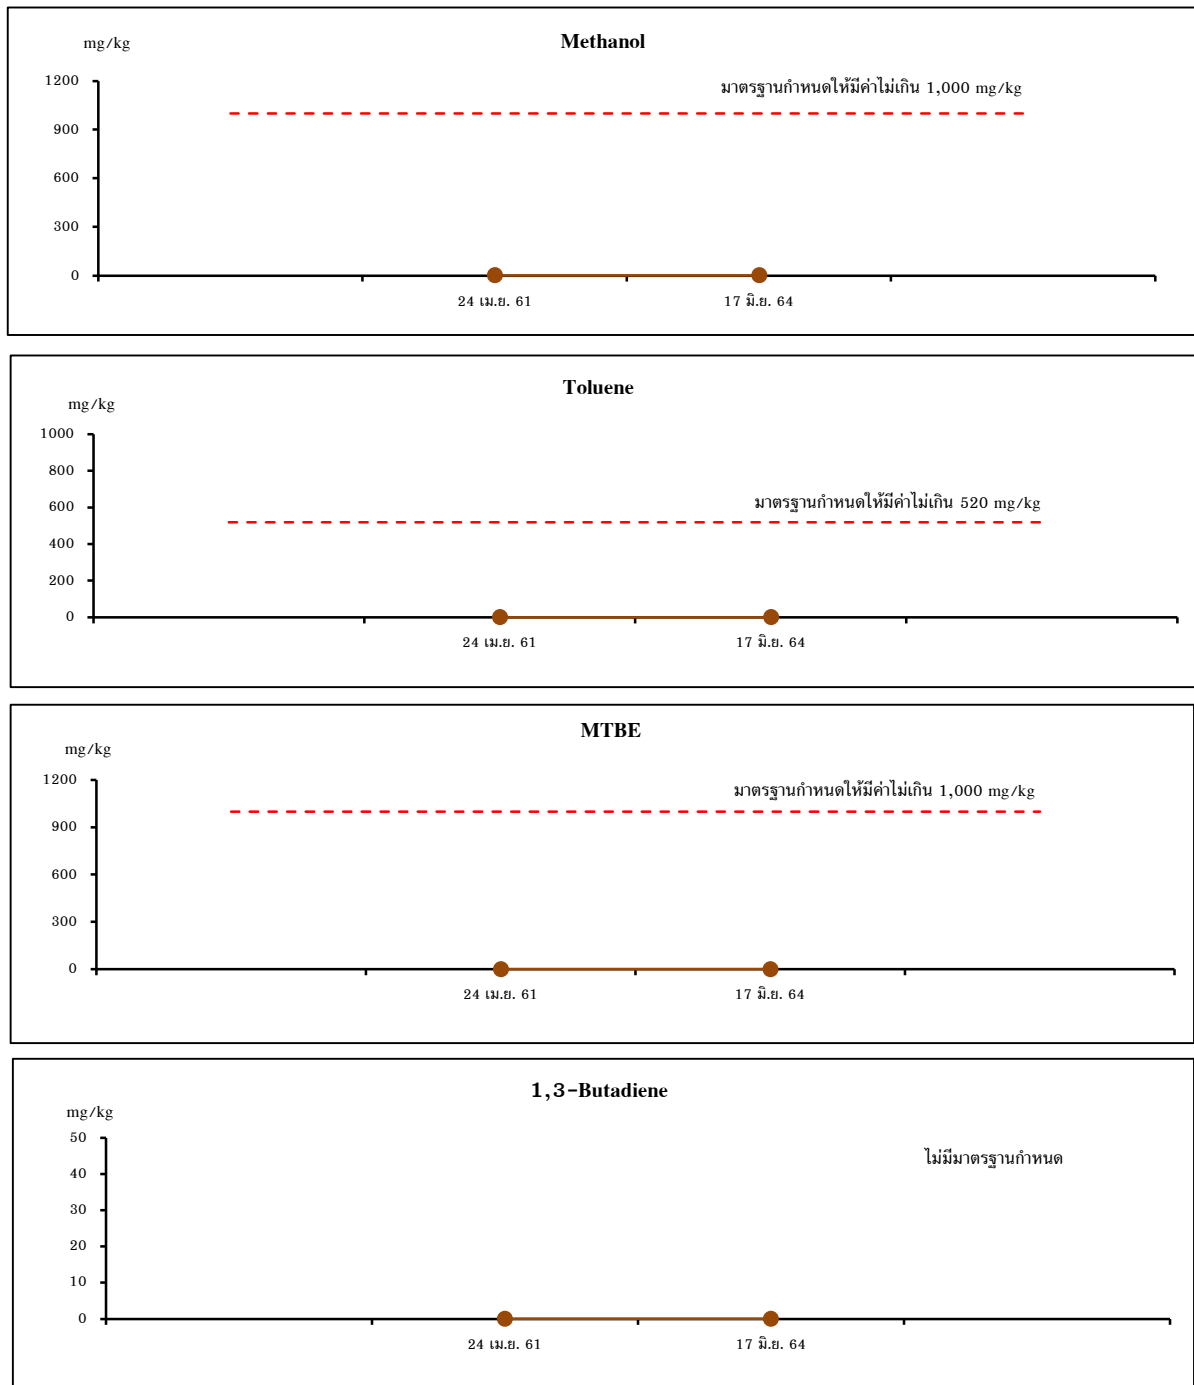 Methanol
mg/kg
มาตรฐานกำหนดให้มีค่าไม่เกิน 1,000 mg/kg
1200
900
600
300
0
24 เม.ย. 61
17 มิ.ย. 64
Toluene
mg/kg
1000
800
มาตรฐานกำหนดให้มีค่าไม่เกิน 520 mg/kg
600
400
200
0
24 เม.ย. 61
17 มิ.ย. 64
MTBE
mg/kg
1200
มาตรฐานกำหนดให้มีค่าไม่เกิน 1,000 mg/kg
900
600
300
0
24 เม.ย. 61
17 มิ.ย. 64
1,3-Butadiene
mg/kg
50
ไม่มีมาตรฐานกำหนด
40
30
20
10
0
24 เม.ย. 61
17 มิ.ย. 64